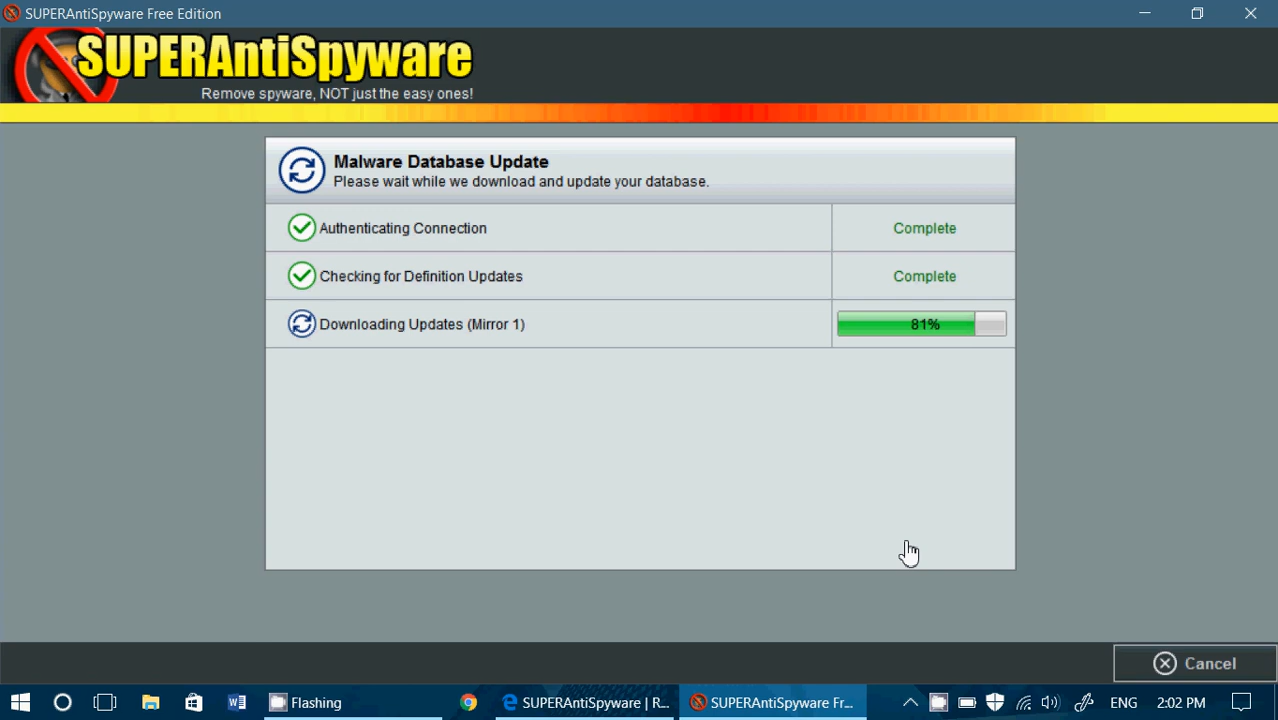 SUPERAntiSpyware Free Edition
SUPERAntiSpyware
Remove spyware, NOT just the easy ones!
Malware Database Update
Please wait while we download and update your database.
Authenticating Connection Complete
Checking for Definition Updates Complete
Downloading Updates (Mirror 1) 81%
Cancel
Flashing SUPERAntiSpyware | R... SUPERAntiSpyware Fr... ENG 2:02 PM